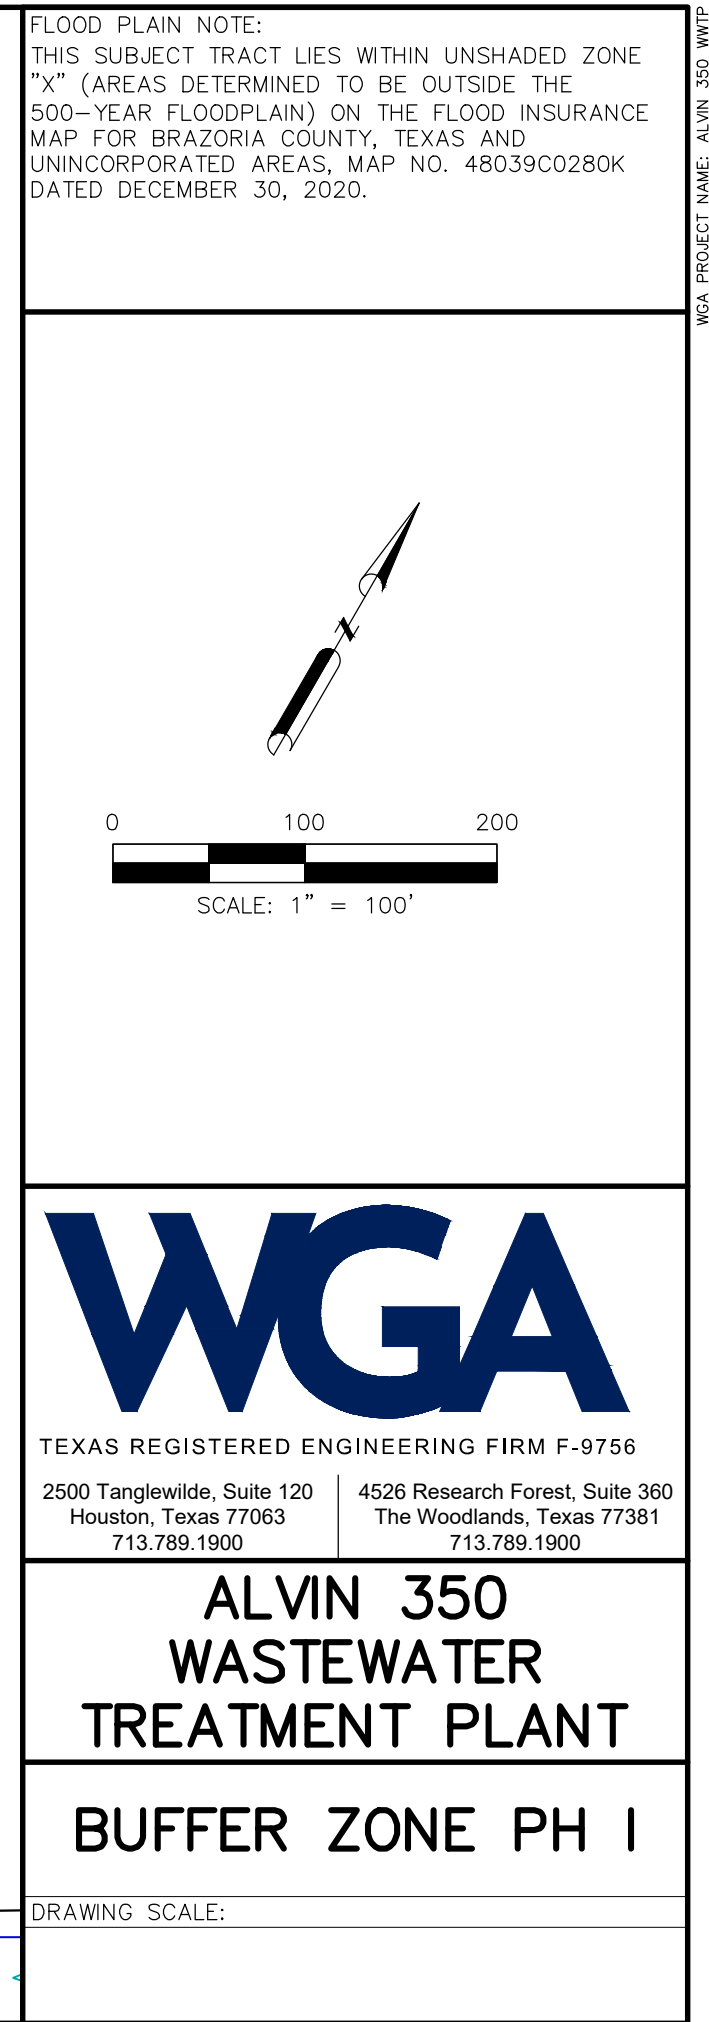 FLOOD PLAIN NOTE:
THIS SUBJECT TRACT LIES WITHIN UNSHADED ZONE
"X" (AREAS DETERMINED TO BE OUTSIDE THE
500-YEAR FLOODPLAIN) ON THE FLOOD INSURANCE
MAP FOR BRAZORIA COUNTY, TEXAS AND
UNINCORPORATED AREAS, MAP NO. 48039C0280K
DATED DECEMBER 30, 2020.
WGA PROJECT NAME: ALVIN 350 WWTP
N
0 100 200
SCALE: 1" = 100'
WGA
TEXAS REGISTERED ENGINEERING FIRM F-9756
2500 Tanglewilde, Suite 120
Houston, Texas 77063
713.789.1900
4526 Research Forest, Suite 360
The Woodlands, Texas 77381
713.789.1900
ALVIN 350
WASTEWATER
TREATMENT PLANT
BUFFER ZONE PH I
DRAWING SCALE: